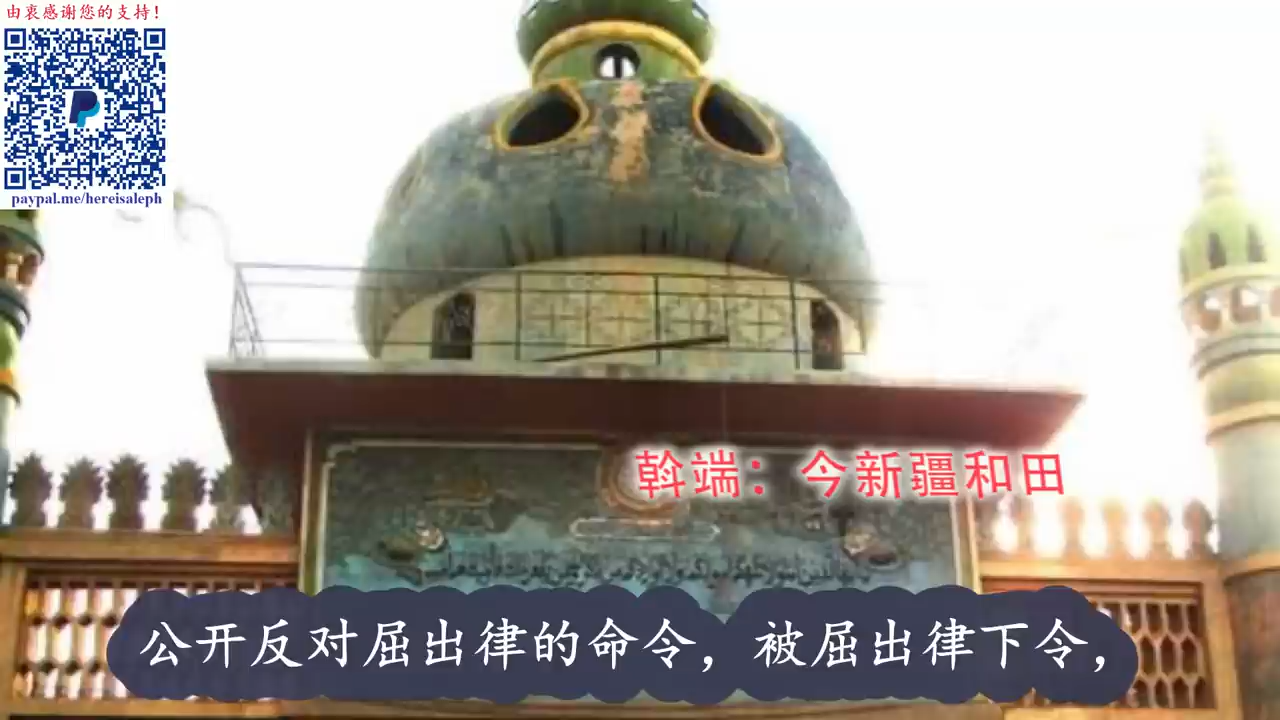 由衷感谢您的支持！
paypal.me/hereisaleph
斡端：今新疆和田
公开反对屈出律的命令，被屈出律下令，